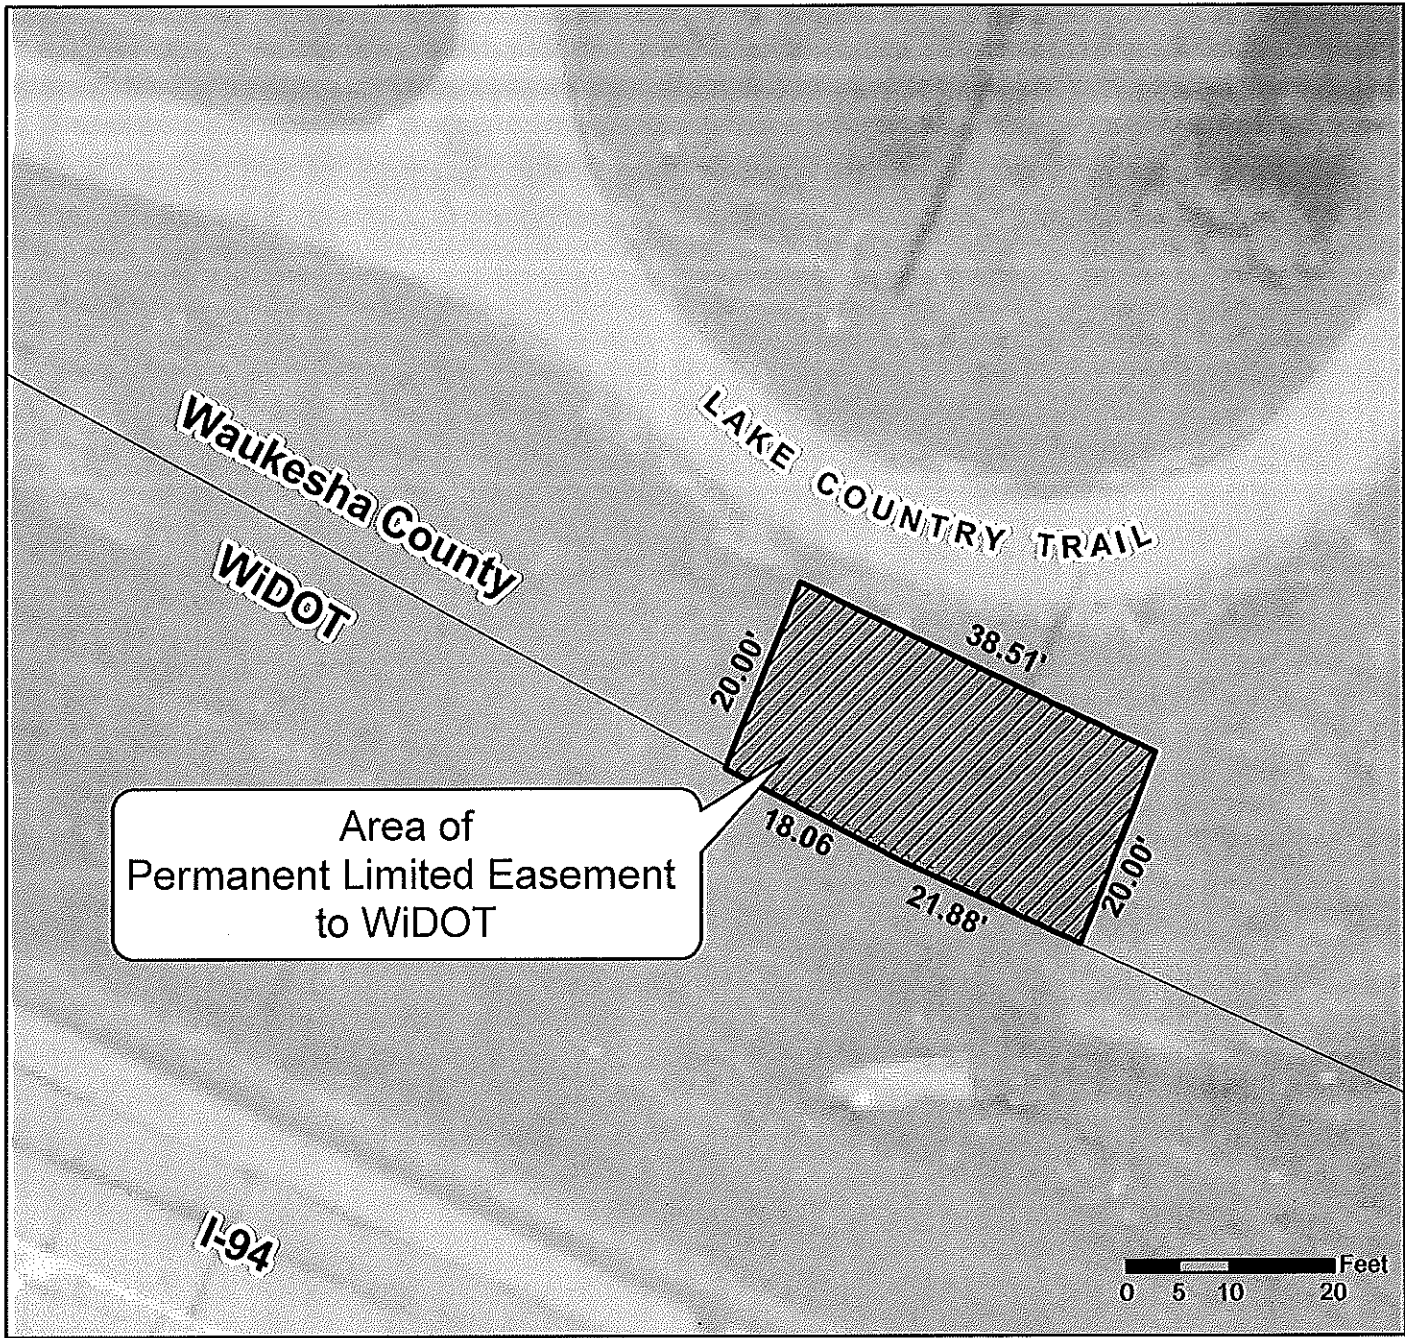 LAKE COUNTRY TRAIL
Waukesha County
WiDOT
38.51'
20.00'
18.06
21.88'
20.00'
Area of
Permanent Limited Easement
to WiDOT
I-94
Feet
0 5 10 20